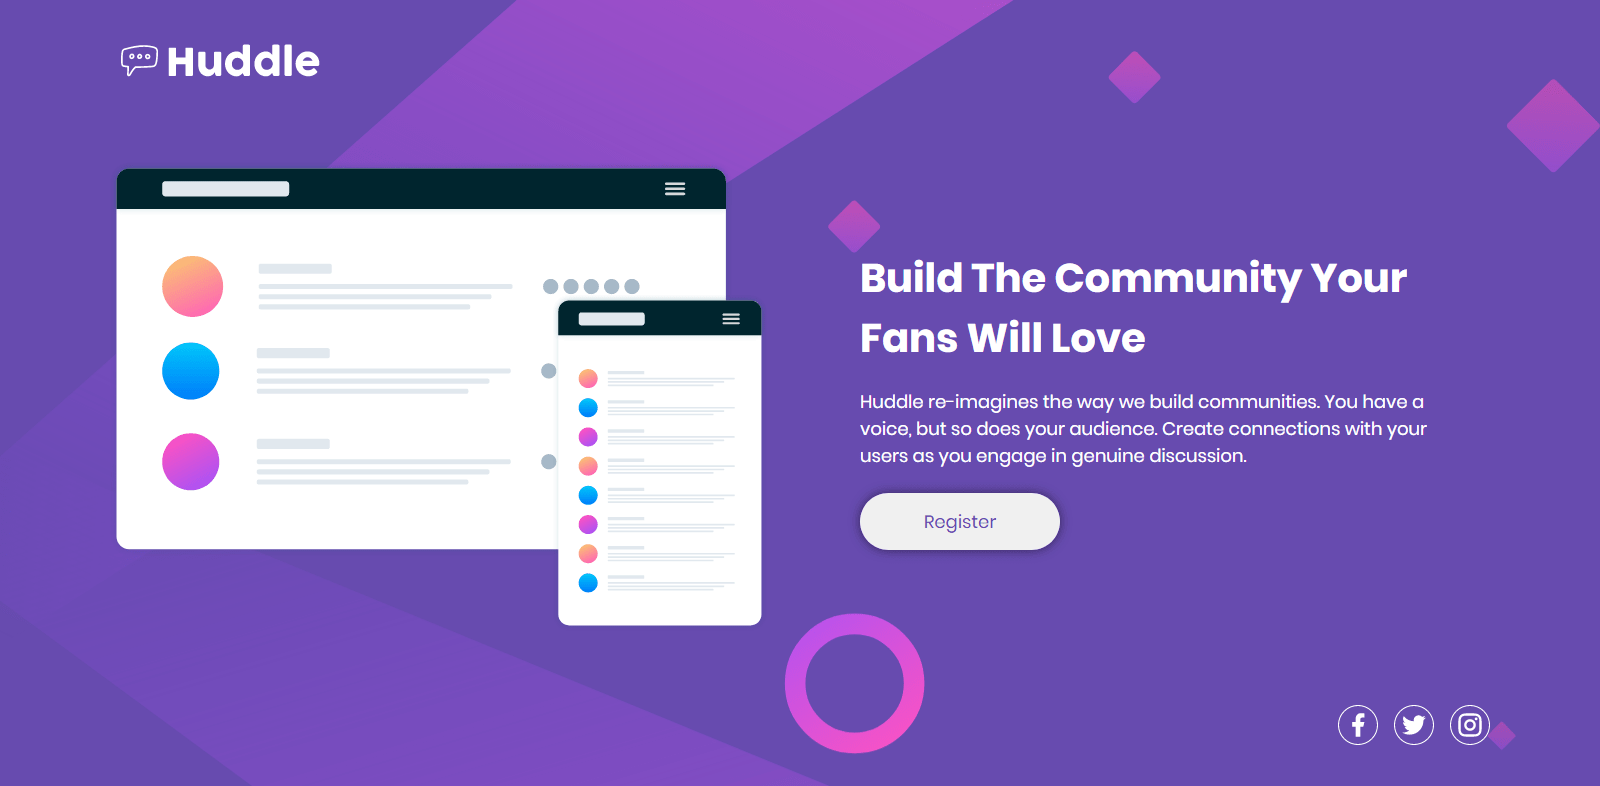 Huddle
Build The Community Your
Fans Will Love
Huddle re-imagines the way we build communities. You have a
voice, but so does your audience. Create connections with your
users as you engage in genuine discussion.
Register